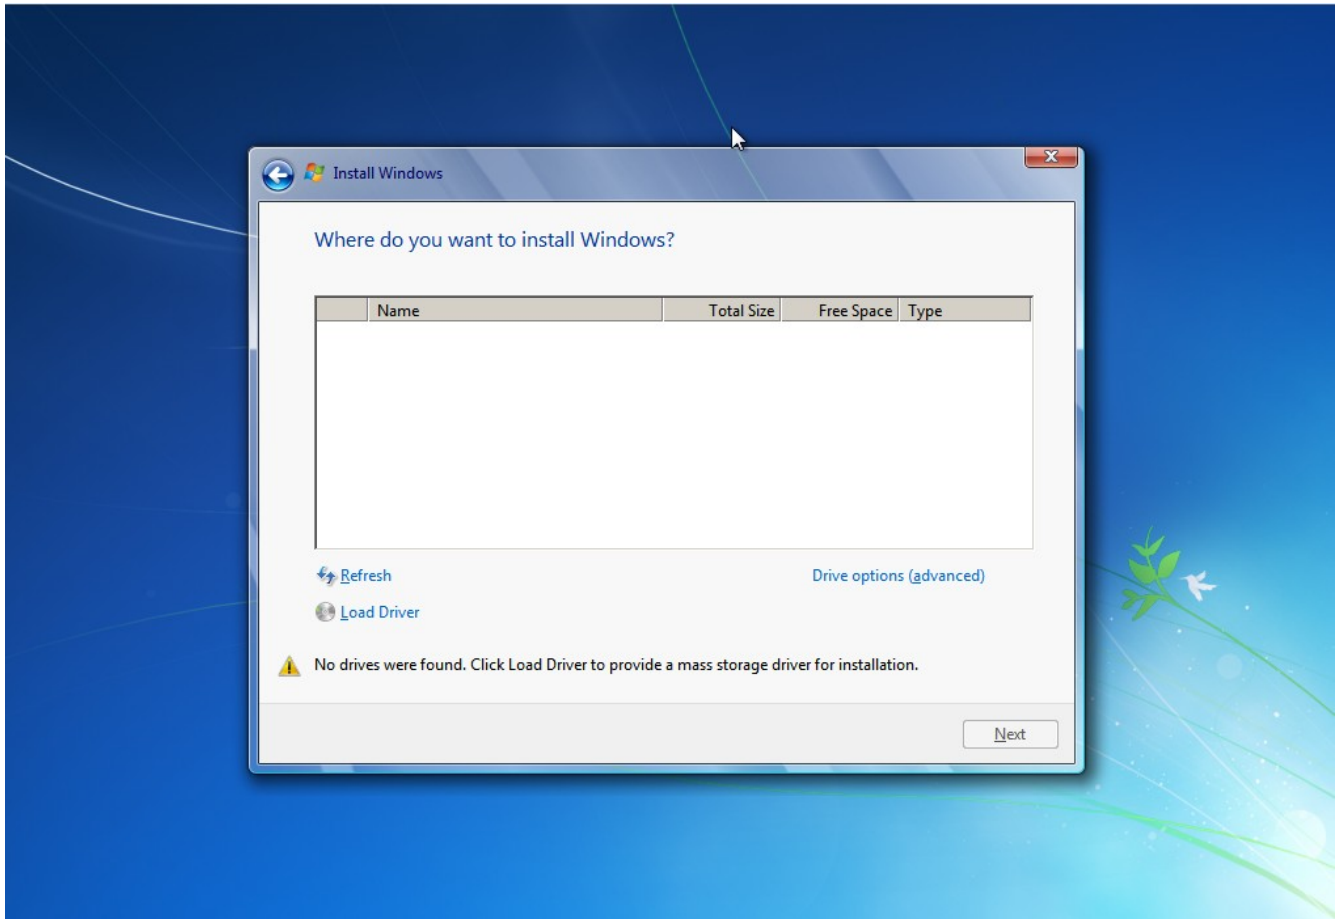 Install Windows
Where do you want to install Windows?
Name Total Size Free Space Type
Refresh Drive options (advanced)
Load Driver
No drives were found. Click Load Driver to provide a mass storage driver for installation.
Next